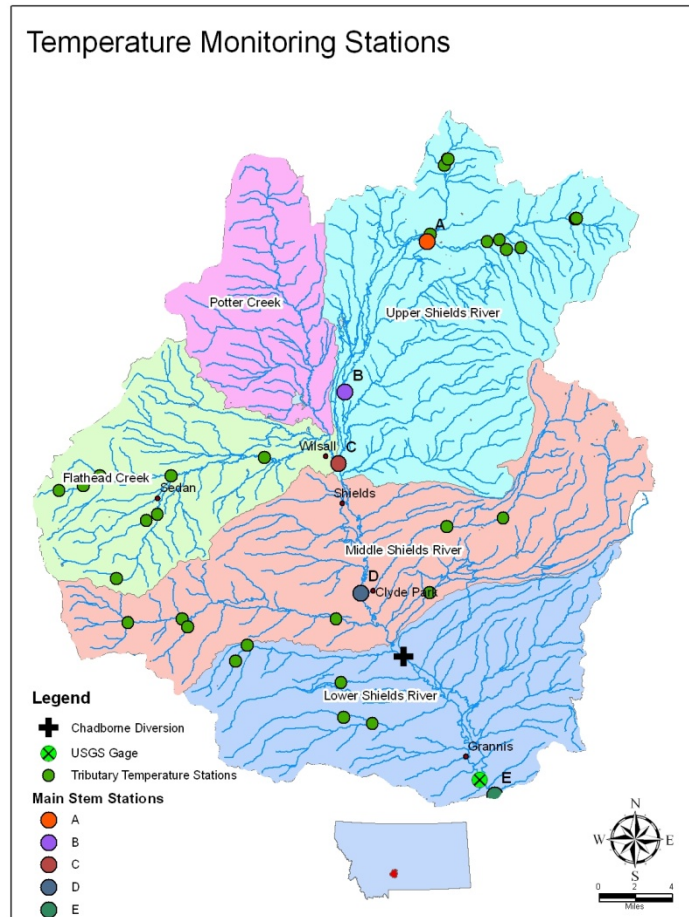 Temperature Monitoring Stations
A
Potter Creek
Upper Shields River
B
Wilsall
C
Flathead Creek
Sedan
Shields
Middle Shields River
D
Clyde Park
Lower Shields River
Grannis
E
Legend
Chadborne Diversion
USGS Gage
Tributary Temperature Stations
Main Stem Stations
A
B
C
D
E
N
W E
S
0 2 4
Miles